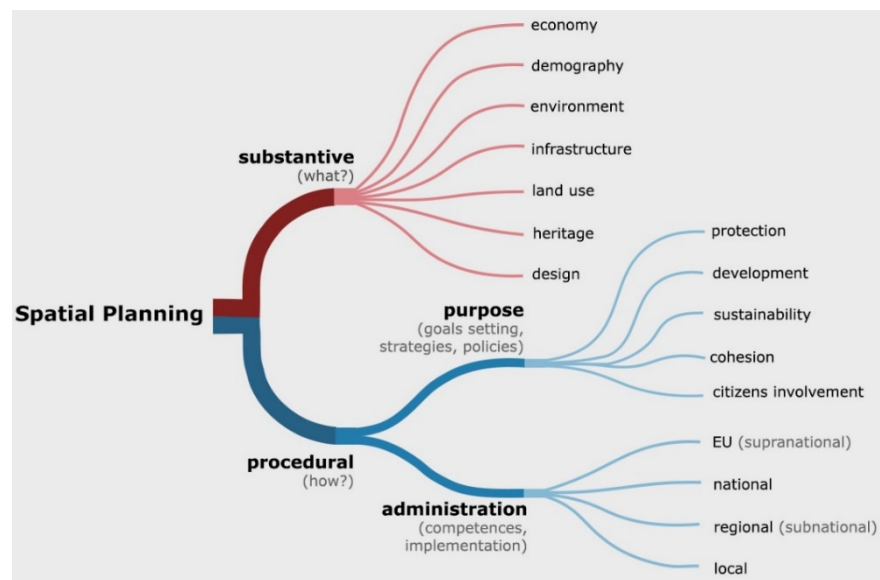 economy
demography
environment
infrastructure
land use
heritage
design
substantive
(what?)
Spatial Planning
procedural
(how?)
purpose
(goals setting,
strategies, policies)
protection
development
sustainability
cohesion
citizens involvement
administration
(competences,
implementation)
EU (supranational)
national
regional (subnational)
local